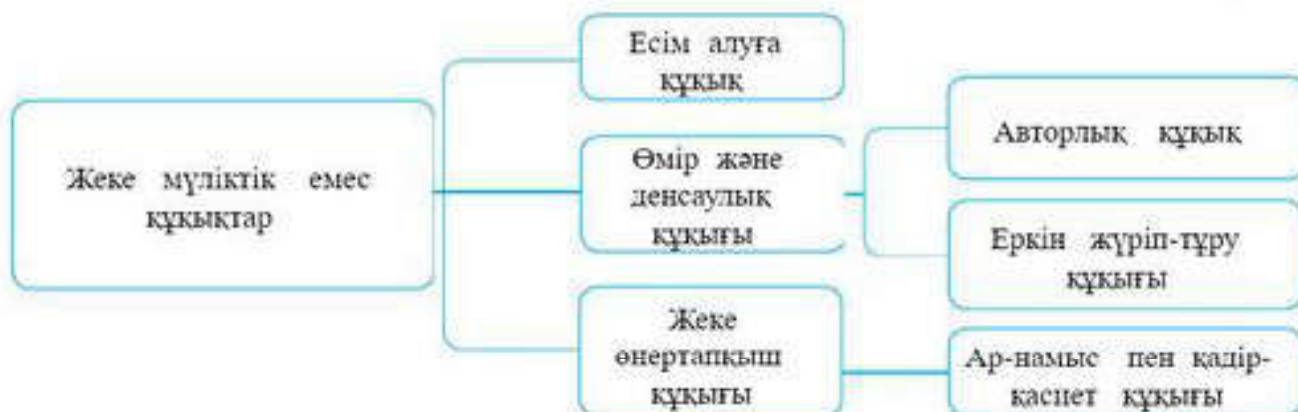 Жеке мүліктік емес
құқықтар
Есім алуға
құқық
Өмір және
денсаулық
құқығы
Жеке
өнертапқыш
құқығы
Авторлық құқық
Еркін жүріп-тұру
құқығы
Ар-намыс пен қадір-
қасиет құқығы